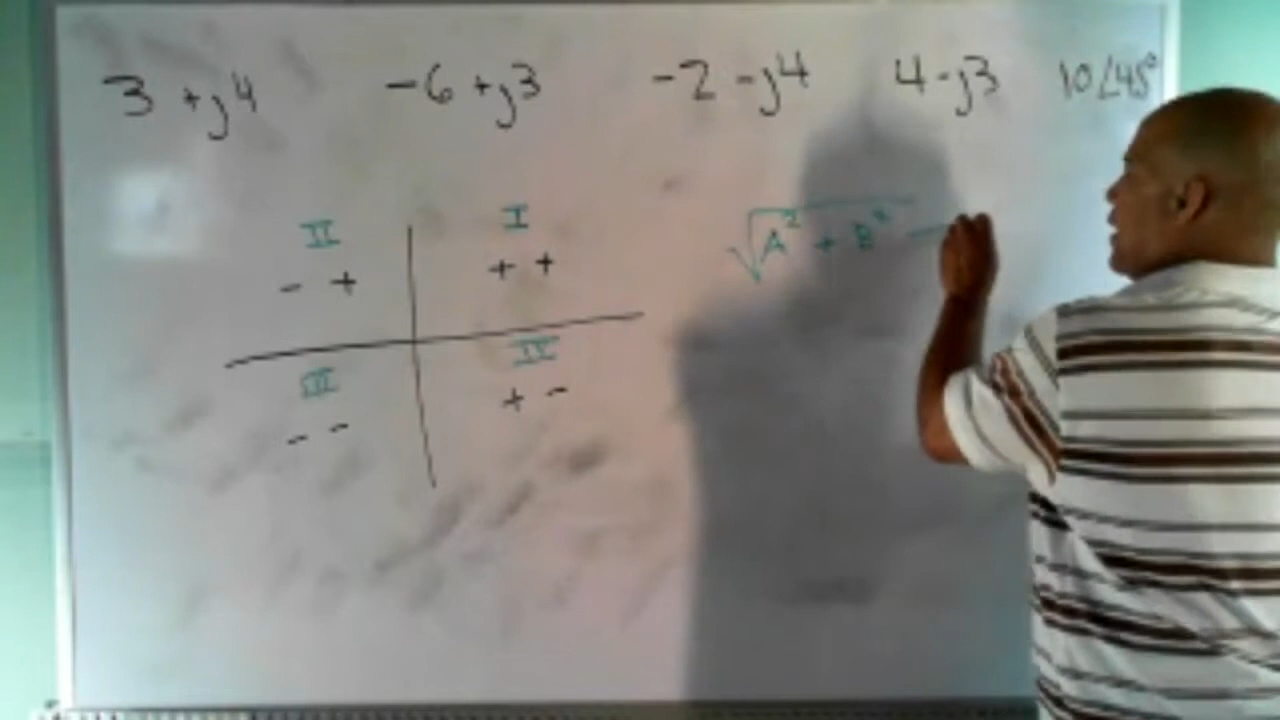 3 + j4 -6 + j3 -2 - j4 4 - j3 10∠45°
II I
- + + +
III IV
- - + -
√A² + B²